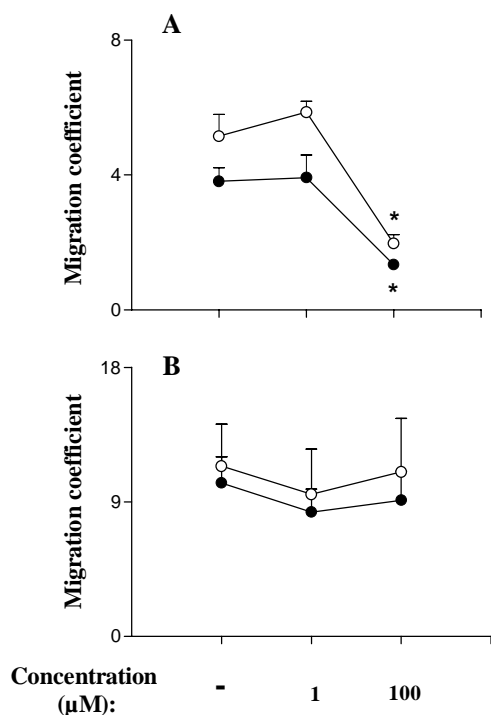 A
8
4
0
Migration coefficient
*
*
B
18
9
0
Migration coefficient
Concentration
(µM):
- 1 100